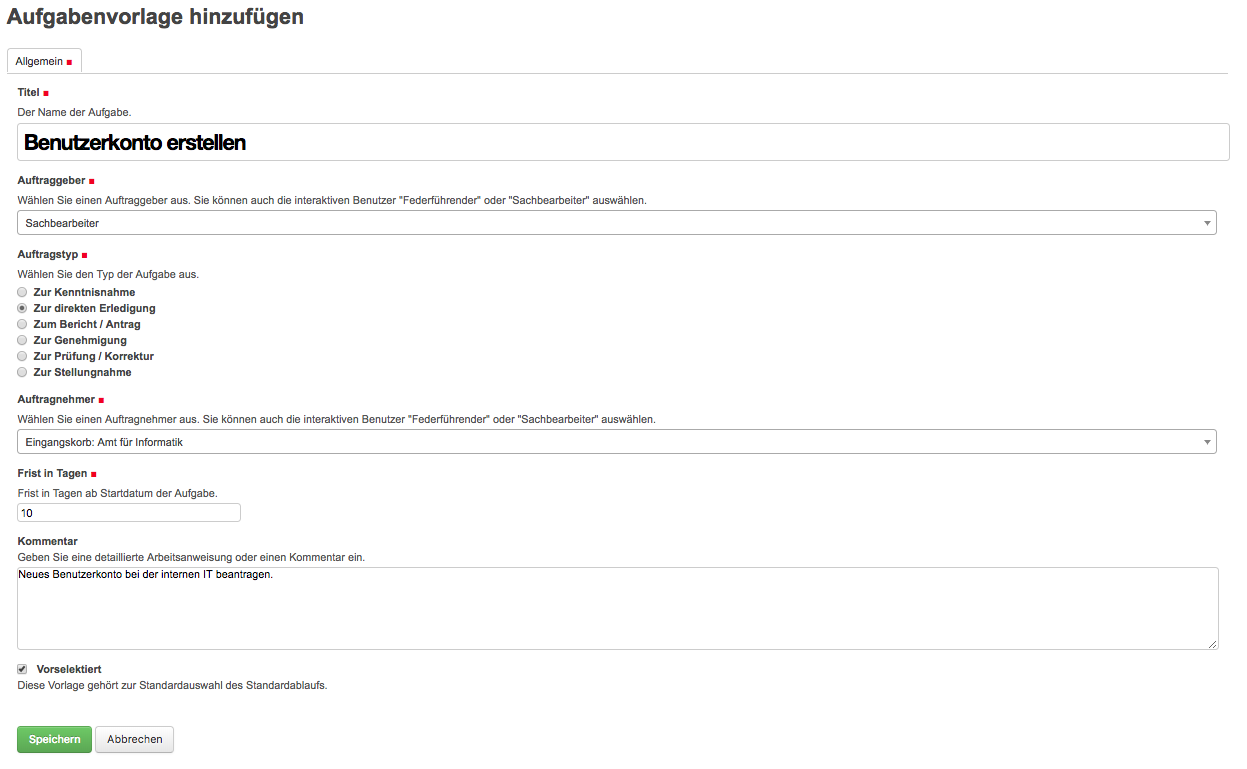 Aufgabenvorlage hinzufügen
Allgemein
Titel
Der Name der Aufgabe.
Benutzerkonto erstellen
Auftraggeber
Wählen Sie einen Auftraggeber aus. Sie können auch die interaktiven Benutzer "Federführender" oder "Sachbearbeiter" auswählen.
Sachbearbeiter
Auftragstyp
Wählen Sie den Typ der Aufgabe aus.
Zur Kenntnisnahme
Zur direkten Erledigung
Zum Bericht / Antrag
Zur Genehmigung
Zur Prüfung / Korrektur
Zur Stellungnahme
Auftragnehmer
Wählen Sie einen Auftragnehmer aus. Sie können auch die interaktiven Benutzer "Federführender" oder "Sachbearbeiter" auswählen.
Eingangskorb: Amt für Informatik
Frist in Tagen
Frist in Tagen ab Startdatum der Aufgabe.
10
Kommentar
Geben Sie eine detaillierte Arbeitsanweisung oder einen Kommentar ein.
Neues Benutzerkonto bei der internen IT beantragen.
Vorselektiert
Diese Vorlage gehört zur Standardauswahl des Standardablaufs.
Speichern Abbrechen